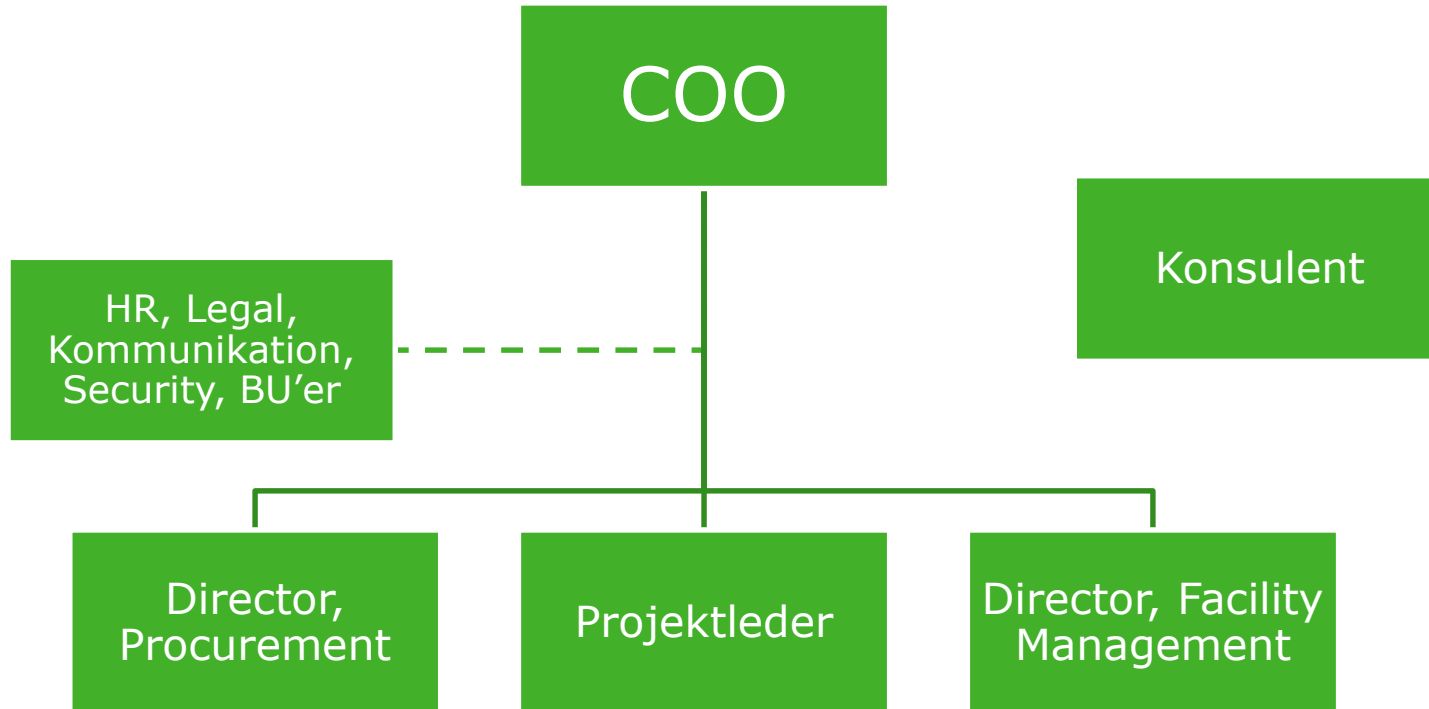 COO
Konsulent
HR, Legal,
Kommunikation,
Security, BU’er
Director,
Procurement
Projektleder
Director, Facility
Management